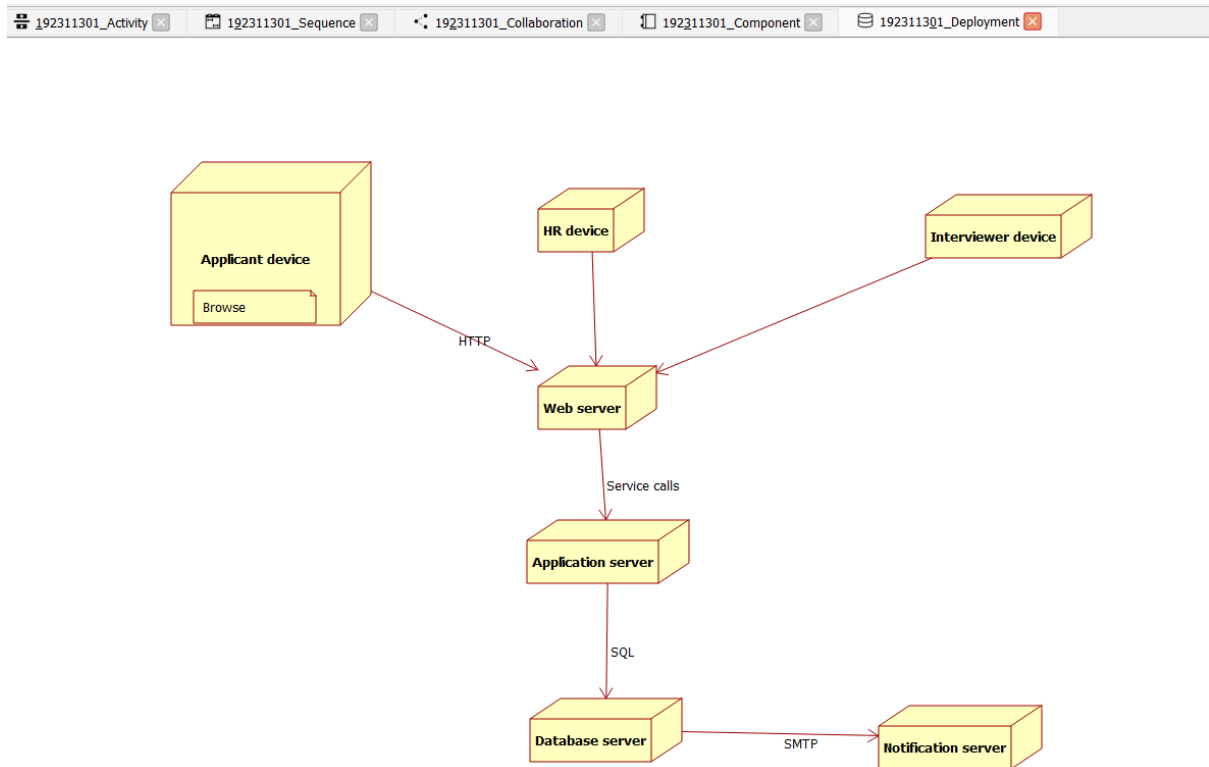 192311301_Activity
192311301_Sequence
192311301_Collaboration
192311301_Component
192311301_Deployment
HR device
Interviewer device
Applicant device
Browse
HTTP
Web server
Service calls
Application server
SQL
Database server
SMTP
Notification server